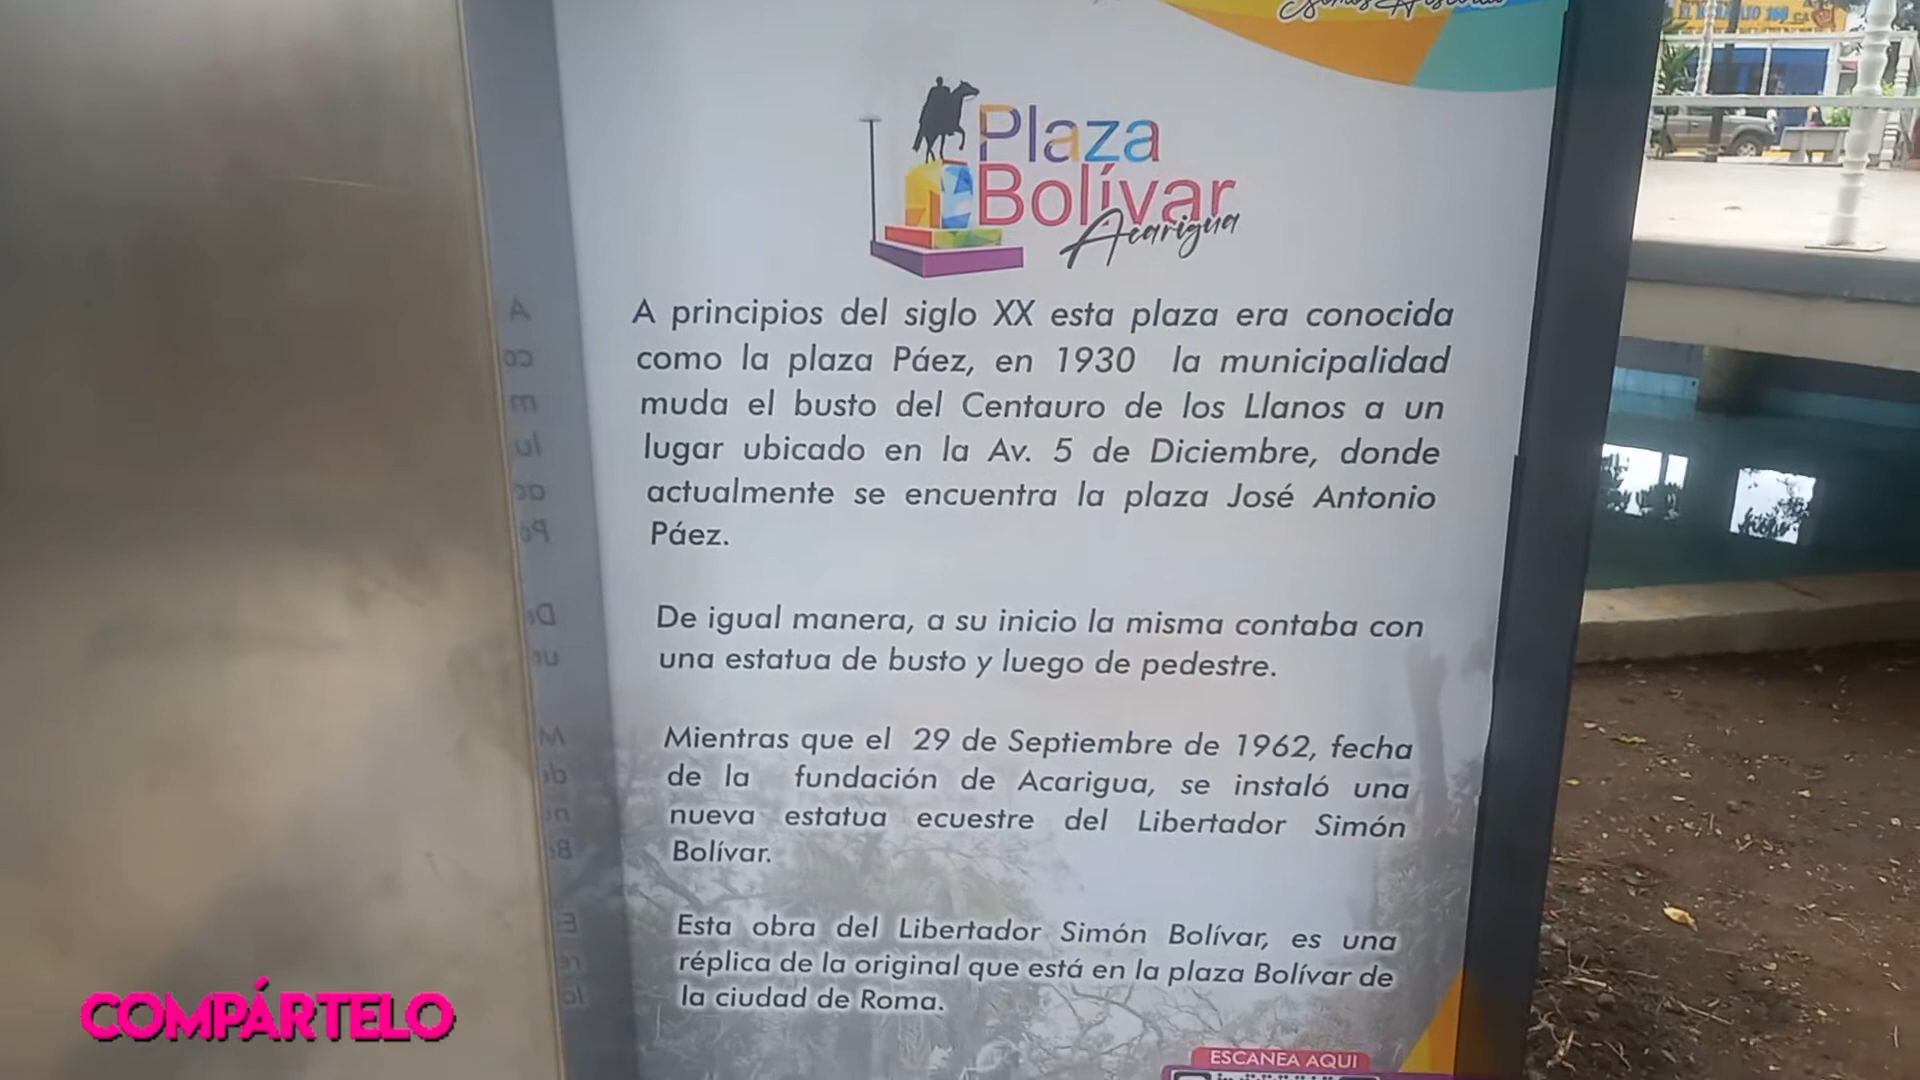 Somos Historia
Plaza
Bolívar
Acarigua
A principios del siglo XX esta plaza era conocida
como la plaza Páez, en 1930 la municipalidad
muda el busto del Centauro de los Llanos a un
lugar ubicado en la Av. 5 de Diciembre, donde
actualmente se encuentra la plaza José Antonio
Páez.
De igual manera, a su inicio la misma contaba con
una estatua de busto y luego de pedestre.
Mientras que el 29 de Septiembre de 1962, fecha
de la fundación de Acarigua, se instaló una
nueva estatua ecuestre del Libertador Simón
Bolívar.
Esta obra del Libertador Simón Bolívar, es una
réplica de la original que está en la plaza Bolívar de
la ciudad de Roma.
COMPÁRTELO
ESCANEA AQUI